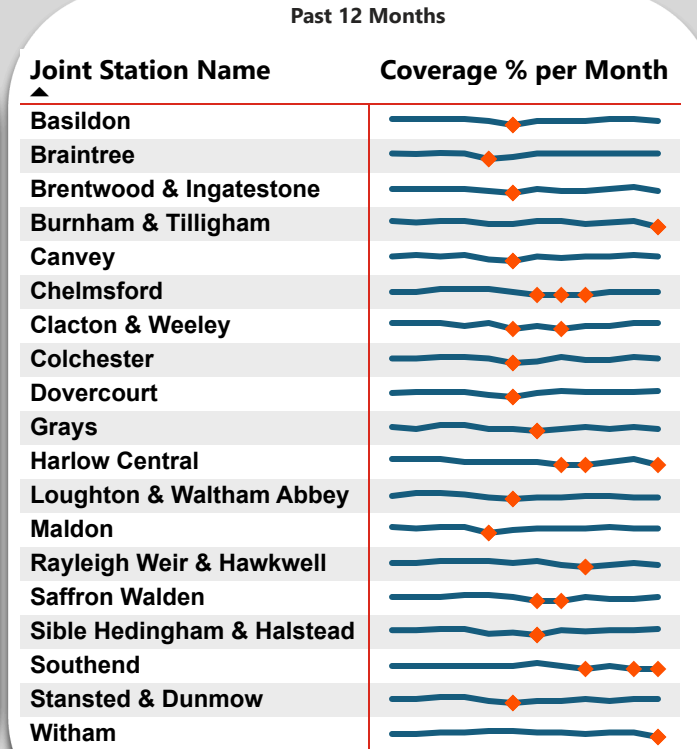 Past 12 Months
Joint Station Name Coverage % per Month
Basildon
Braintree
Brentwood & Ingatestone
Burnham & Tilligham
Canvey
Chelmsford
Clacton & Weeley
Colchester
Dovercourt
Grays
Harlow Central
Loughton & Waltham Abbey
Maldon
Rayleigh Weir & Hawkwell
Saffron Walden
Sible Hedingham & Halstead
Southend
Stansted & Dunmow
Witham